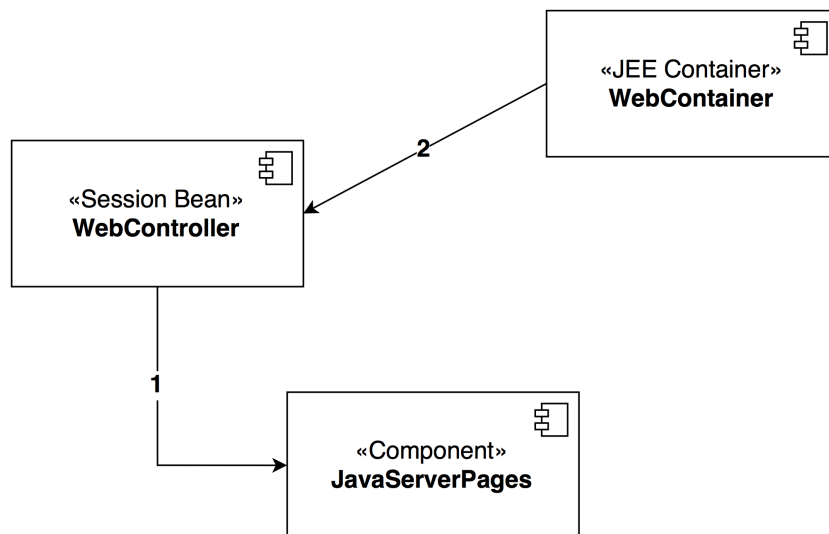 «JEE Container»
WebContainer
2
«Session Bean»
WebController
1
«Component»
JavaServerPages